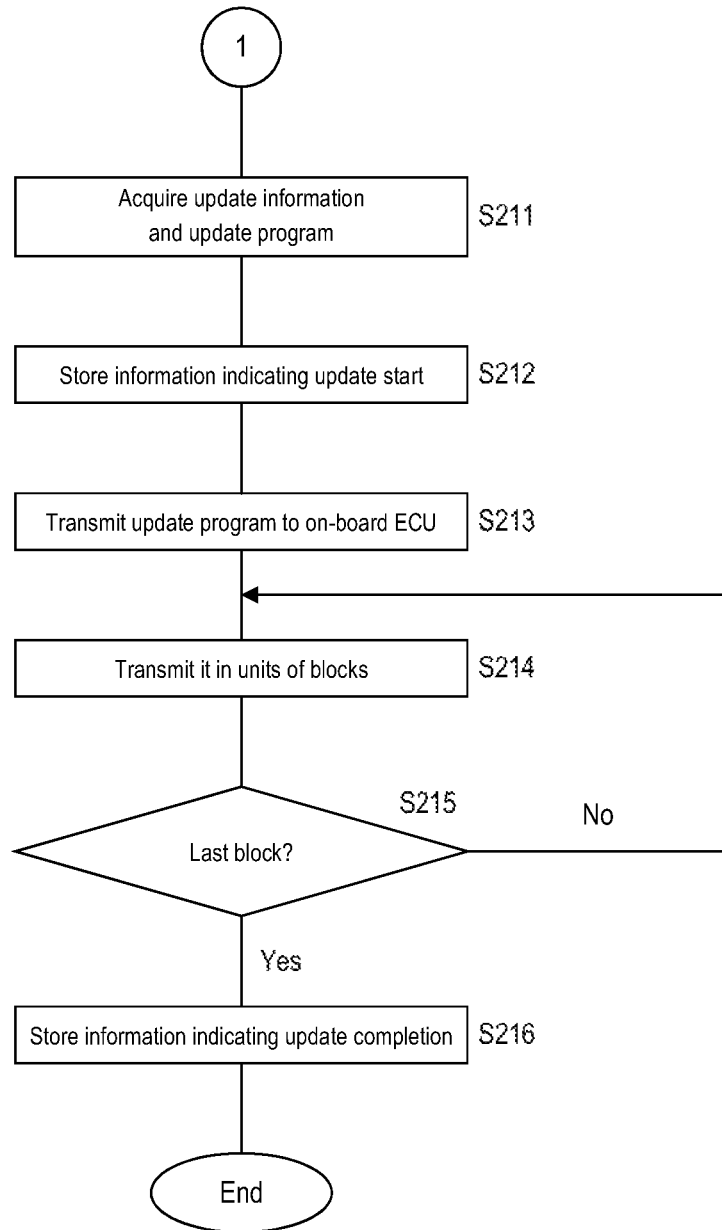 1
Acquire update information
and update program
S211
Store information indicating update start
S212
Transmit update program to on-board ECU
S213
Transmit it in units of blocks
S214
S215
Last block?
No
Yes
Store information indicating update completion
S216
End